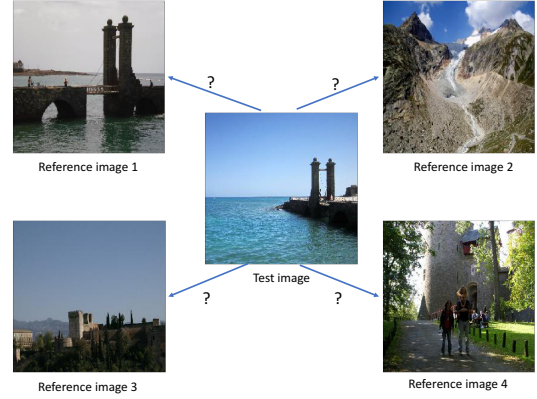 ?
?
Reference image 1
Reference image 2
Test image
?
?
Reference image 3
Reference image 4